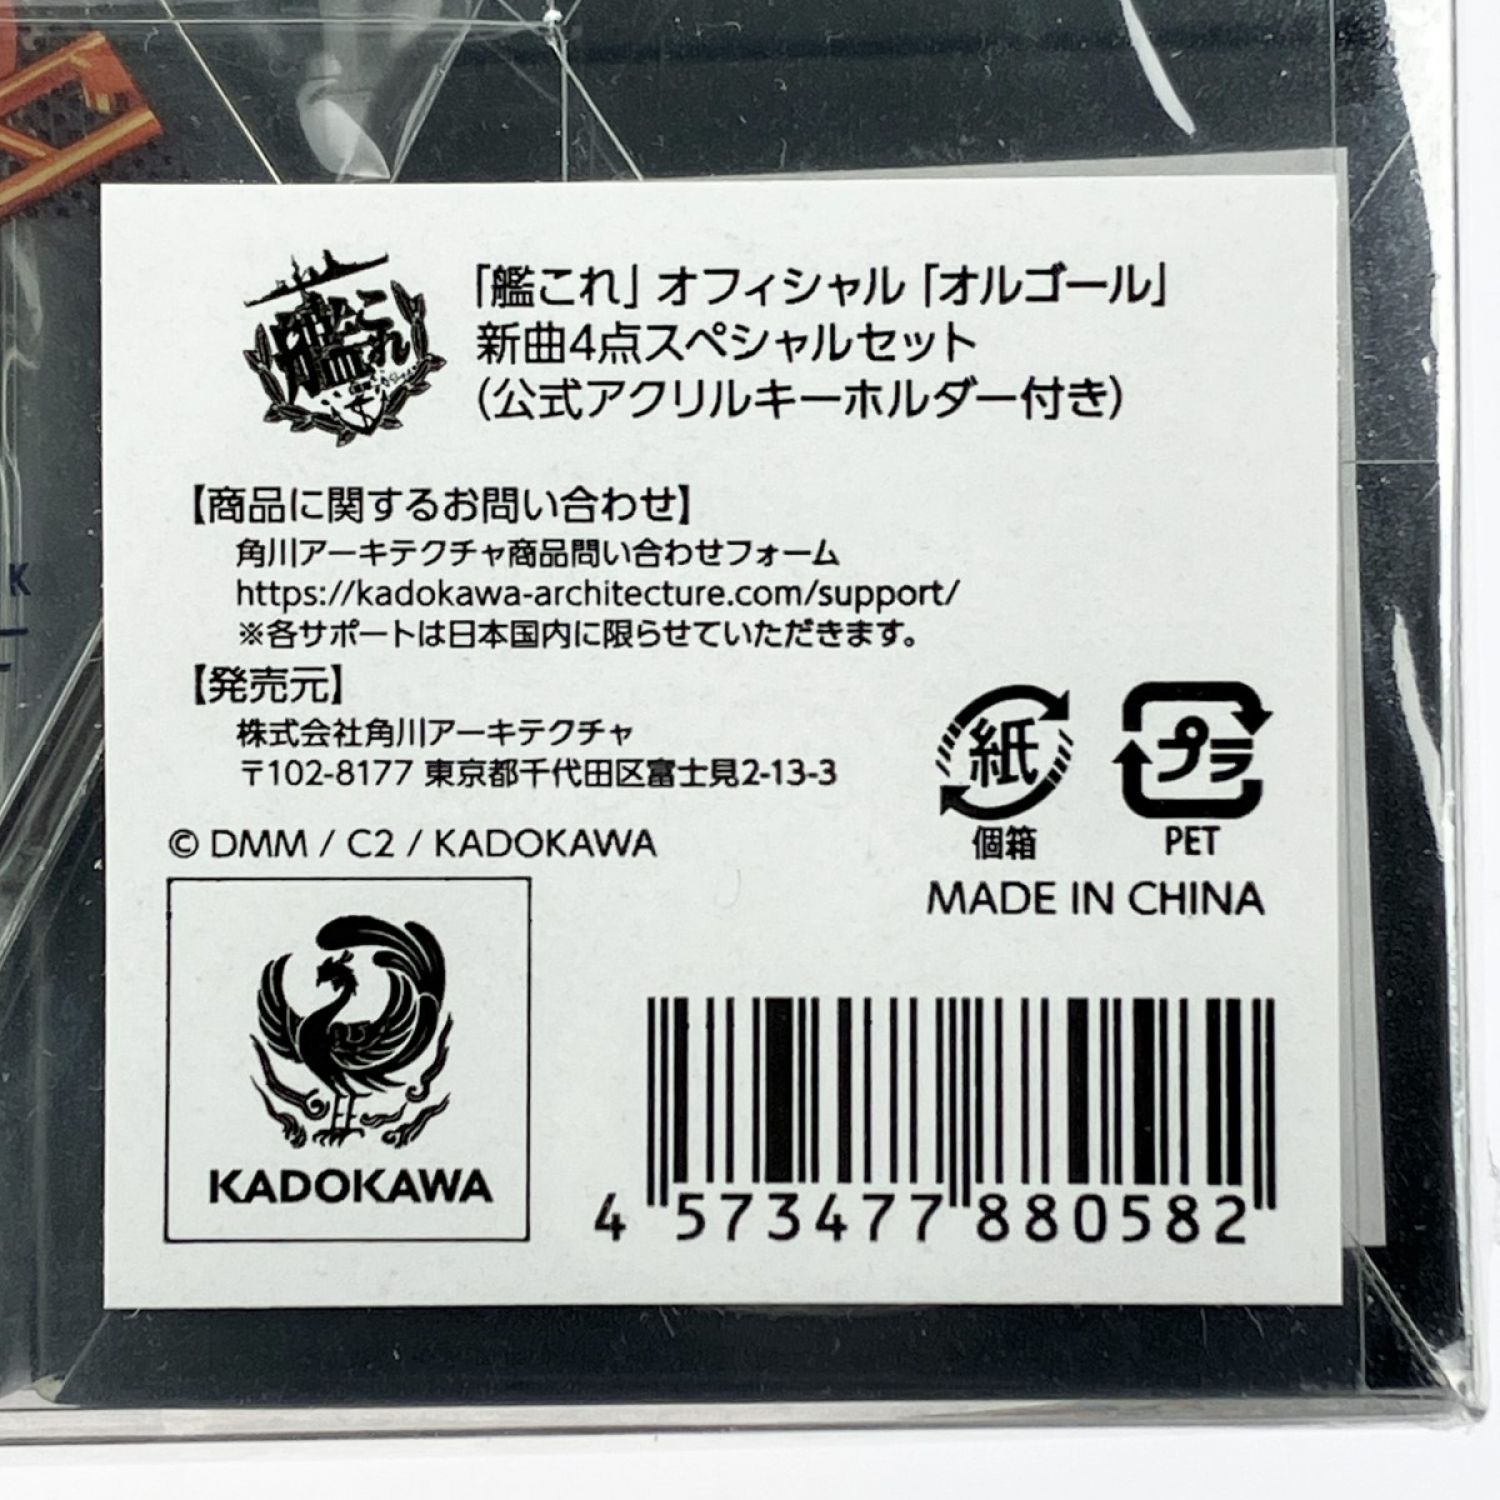 艦これ
「艦これ」オフィシャル「オルゴール」
新曲4点スペシャルセット
（公式アクリルキーホルダー付き）
【商品に関するお問い合わせ】
角川アーキテクチャ商品問い合わせフォーム
https://kadokawa-architecture.com/support/
※各サポートは日本国内に限らせていただきます。
【発売元】
株式会社角川アーキテクチャ
〒102-8177 東京都千代田区富士見2-13-3
© DMM / C2 / KADOKAWA
紙
個箱
プラ
PET
MADE IN CHINA
KADOKAWA
4 573477 880582
K